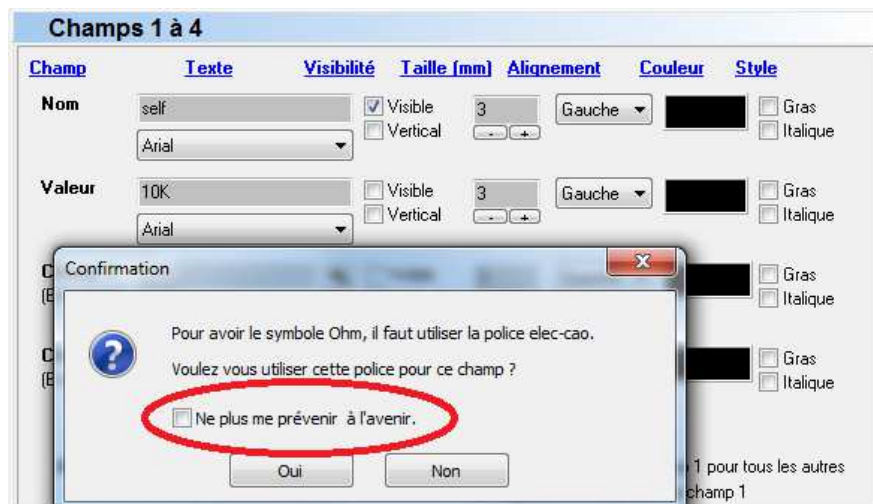 Champs 1 à 4
Champ Texte Visibilité Taille (mm) Alignement Couleur Style
Nom self Visible 3 Gauche Gras
Vertical - + Italique
Arial
Valeur 10K Visible 3 Gauche Gras
Vertical - + Italique
Arial
Confirmation
Gras
Italique
Pour avoir le symbole Ohm, il faut utiliser la police elec-cao.
Voulez vous utiliser cette police pour ce champ ?
Gras
Italique
Ne plus me prévenir à l'avenir.
Oui Non
1 pour tous les autres
champ 1